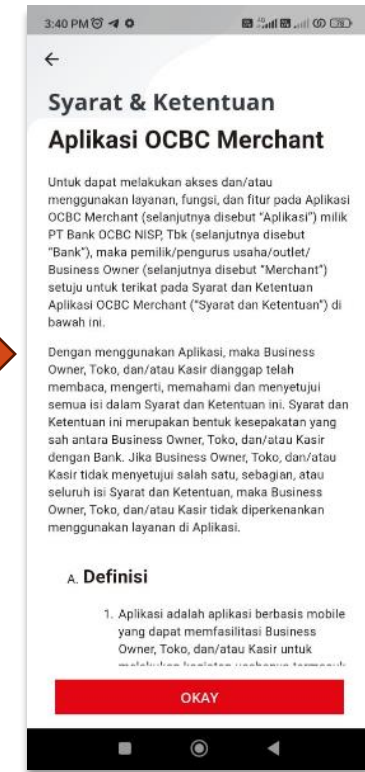 3:40 PM
Syarat & Ketentuan
Aplikasi OCBC Merchant
Untuk dapat melakukan akses dan/atau
menggunakan layanan, fungsi, dan fitur pada Aplikasi
OCBC Merchant (selanjutnya disebut "Aplikasi") milik
PT Bank OCBC NISP, Tbk (selanjutnya disebut
"Bank"), maka pemilik/pengurus usaha/outlet/
Business Owner (selanjutnya disebut "Merchant")
setuju untuk terikat pada Syarat dan Ketentuan
Aplikasi OCBC Merchant ("Syarat dan Ketentuan") di
bawah ini.
Dengan menggunakan Aplikasi, maka Business
Owner, Toko, dan/atau Kasir dianggap telah
membaca, mengerti, memahami dan menyetujui
semua isi dalam Syarat dan Ketentuan ini. Syarat dan
Ketentuan ini merupakan bentuk kesepakatan yang
sah antara Business Owner, Toko, dan/atau Kasir
dengan Bank. Jika Business Owner, Toko, dan/atau
Kasir tidak menyetujui salah satu, sebagian, atau
seluruh isi Syarat dan Ketentuan, maka Business
Owner, Toko, dan/atau Kasir tidak diperkenankan
menggunakan layanan di Aplikasi.
A. Definisi
1. Aplikasi adalah aplikasi berbasis mobile
yang dapat memfasilitasi Business
Owner, Toko, dan/atau Kasir untuk
OKAY